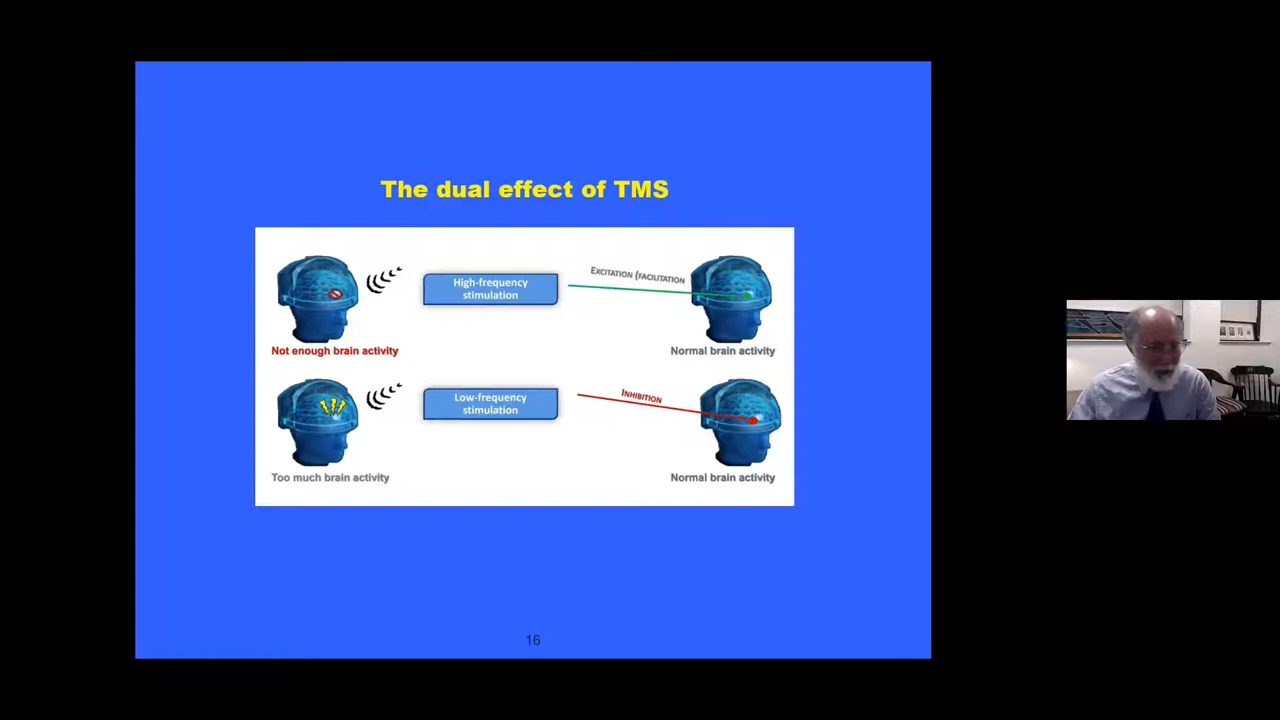 The dual effect of TMS
High-frequency
stimulation
EXCITATION (FACILITATION
Not enough brain activity
Normal brain activity
Low-frequency
stimulation
INHIBITION
Too much brain activity
Normal brain activity
16